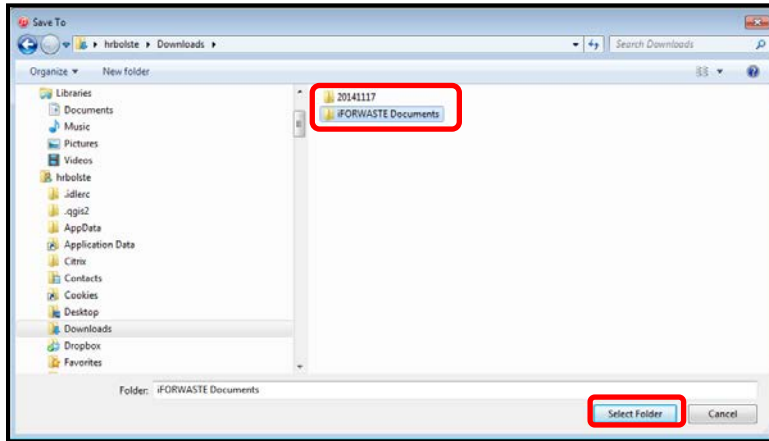 Save To
hrbolste Downloads Search Downloads
Organize New folder
Libraries
Documents
Music
Pictures
Videos
hrbolste
.idlerc
.qgis2
AppData
Application Data
Citrix
Contacts
Cookies
Desktop
Downloads
Dropbox
Favorites
20141117
iFORWASTE Documents
Folder: iFORWASTE Documents
Select Folder Cancel